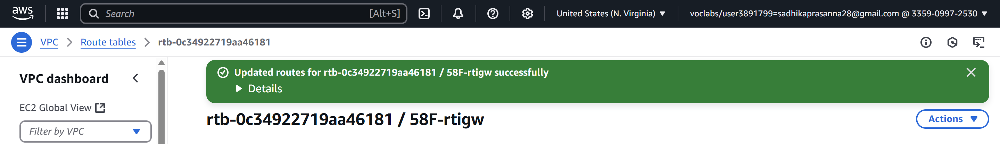 aws
Search [Alt+S] United States (N. Virginia) voclabs/user3891799=sadhikaprasanna28@gmail.com @ 3359-0997-2530
VPC Route tables rtb-0c34922719aa46181
VPC dashboard
EC2 Global View
Filter by VPC
Updated routes for rtb-0c34922719aa46181 / 58F-rtigw successfully
Details
rtb-0c34922719aa46181 / 58F-rtigw
Actions